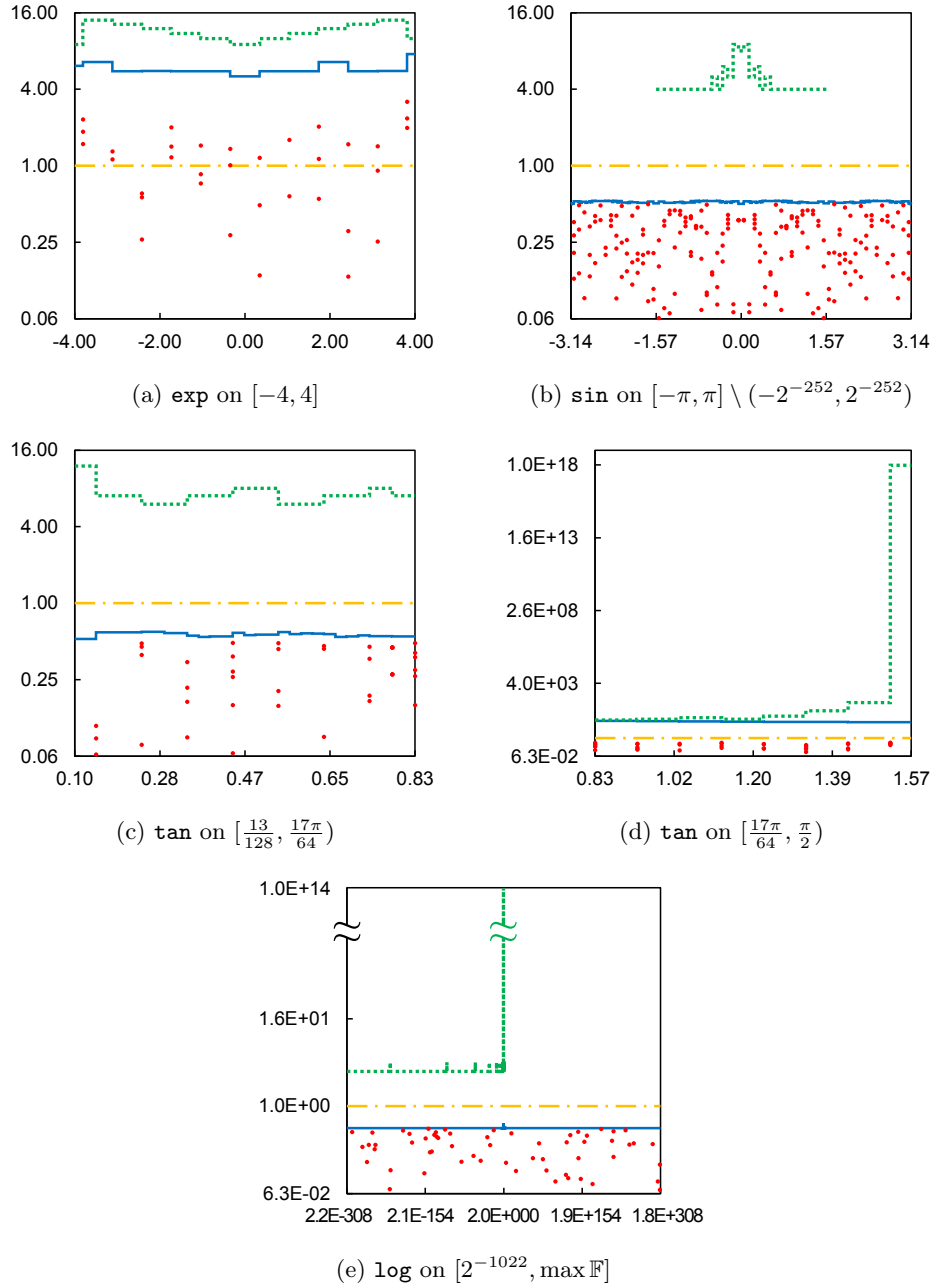 16.00
4.00
1.00
0.25
0.06
-4.00 -2.00 0.00 2.00 4.00
(a) exp on [−4, 4]
16.00
4.00
1.00
0.25
0.06
-3.14 -1.57 0.00 1.57 3.14
(b) sin on [−π, π] \ (−2^{−252}, 2^{−252})
16.00
4.00
1.00
0.25
0.06
0.10 0.28 0.47 0.65 0.83
(c) tan on [13/128, 17π/64)
1.0E+18
1.6E+13
2.6E+08
4.0E+03
6.3E-02
0.83 1.02 1.20 1.39 1.57
(d) tan on [17π/64, π/2)
1.0E+14
1.6E+01
1.0E+00
6.3E-02
2.2E-308 2.1E-154 2.0E+000 1.9E+154 1.8E+308
(e) log on [2^{−1022}, max 𝔽]